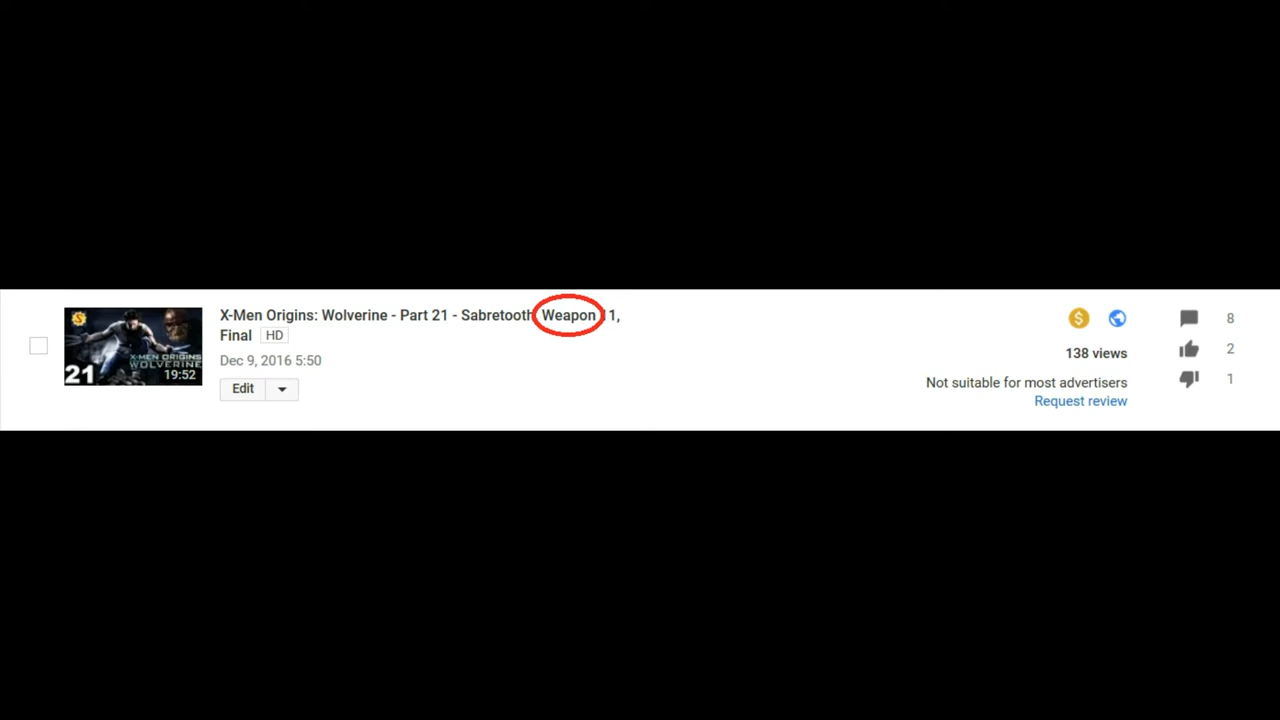 X-Men Origins: Wolverine - Part 21 - Sabretooth, Weapon 11,
Final HD
Dec 9, 2016 5:50
Edit
X-MEN ORIGINS
WOLVERINE
21
19:52
138 views
Not suitable for most advertisers
Request review
8
2
1